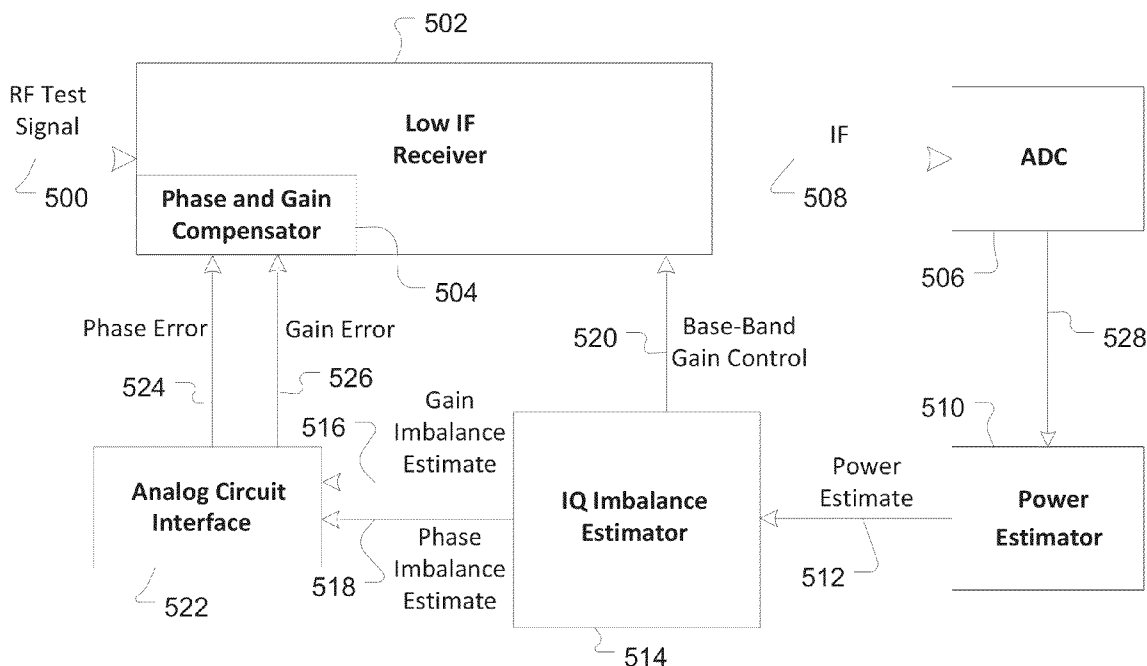 502
RF Test
Signal
500
Low IF
Receiver
Phase and Gain
Compensator
504
IF
508
ADC
506
528
Phase Error
524
Gain Error
526
520
Base-Band
Gain Control
510
516
Gain
Imbalance
Estimate
Analog Circuit
Interface
522
518
Phase
Imbalance
Estimate
IQ Imbalance
Estimator
514
Power
Estimate
512
Power
Estimator